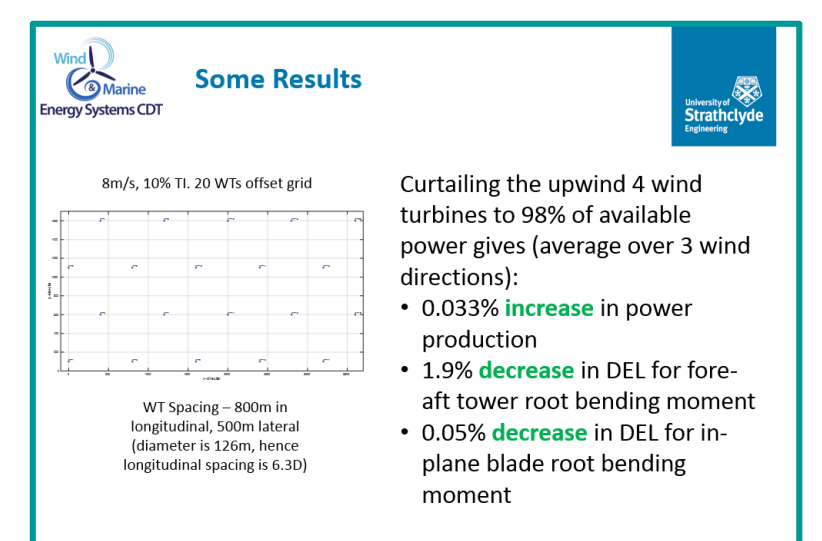 Wind
& Marine
Energy Systems CDT
Some Results
University of
Strathclyde
Engineering
8m/s, 10% TI. 20 WTs offset grid
WT Spacing – 800m in
longitudinal, 500m lateral
(diameter is 126m, hence
longitudinal spacing is 6.3D)
Curtailing the upwind 4 wind
turbines to 98% of available
power gives (average over 3 wind
directions):
• 0.033% increase in power
production
• 1.9% decrease in DEL for fore-
aft tower root bending moment
• 0.05% decrease in DEL for in-
plane blade root bending
moment